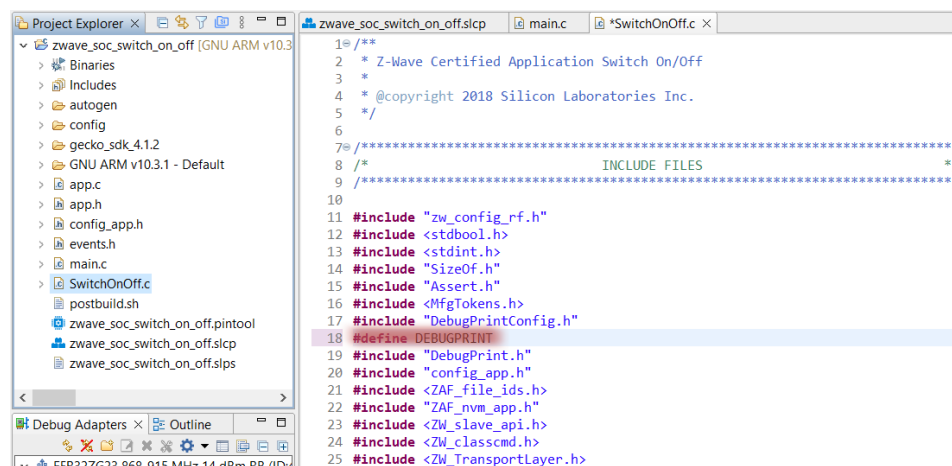 Project Explorer
zwave_soc_switch_on_off [GNU ARM v10.3
Binaries
Includes
autogen
config
gecko_sdk_4.1.2
GNU ARM v10.3.1 - Default
app.c
app.h
config_app.h
events.h
main.c
SwitchOnOff.c
postbuild.sh
zwave_soc_switch_on_off.pintool
zwave_soc_switch_on_off.slcp
zwave_soc_switch_on_off.slps
Debug Adapters
Outline
zwave_soc_switch_on_off.slcp
main.c
*SwitchOnOff.c
1 /**
2 * Z-Wave Certified Application Switch On/Off
3 *
4 * @copyright 2018 Silicon Laboratories Inc.
5 */
6
7 /****************************************************************************
8 /* INCLUDE FILES *
9 /****************************************************************************
10
11 #include "zw_config_rf.h"
12 #include <stdbool.h>
13 #include <stdint.h>
14 #include "SizeOf.h"
15 #include "Assert.h"
16 #include <MfgTokens.h>
17 #include "DebugPrintConfig.h"
18 #define DEBUGPRINT
19 #include "DebugPrint.h"
20 #include "config_app.h"
21 #include <ZAF_file_ids.h>
22 #include "ZAF_nvm_app.h"
23 #include <ZW_slave_api.h>
24 #include <ZW_classcmd.h>
25 #include <ZW_TransportLayer.h>